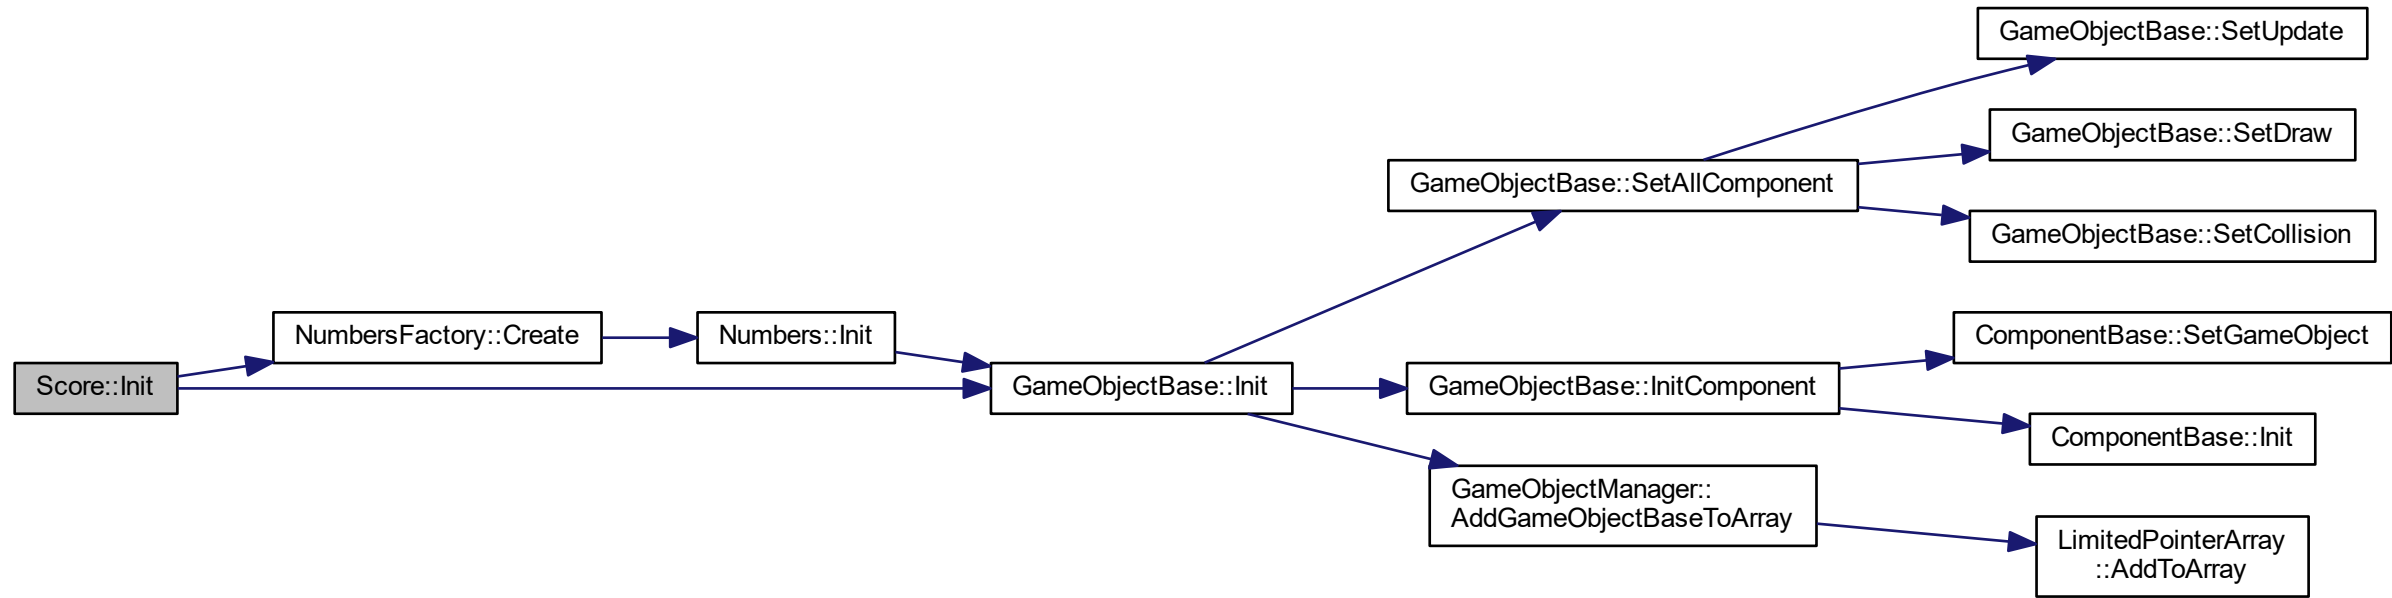 GameObjectBase::SetUpdate
GameObjectBase::SetDraw
GameObjectBase::SetAllComponent
GameObjectBase::SetCollision
NumbersFactory::Create
Numbers::Init
ComponentBase::SetGameObject
Score::Init
GameObjectBase::Init
GameObjectBase::InitComponent
ComponentBase::Init
GameObjectManager::
AddGameObjectBaseToArray
LimitedPointerArray
::AddToArray